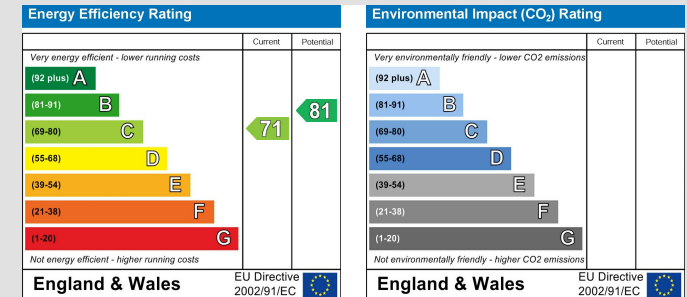 Energy Efficiency Rating
Current Potential
Very energy efficient - lower running costs
(92 plus) A
(81-91) B
81
(69-80) C
71
(55-68) D
(39-54) E
(21-38) F
(1-20) G
Not energy efficient - higher running costs
England & Wales
EU Directive
2002/91/EC
Environmental Impact (CO₂) Rating
Current Potential
Very environmentally friendly - lower CO2 emissions
(92 plus) A
(81-91) B
(69-80) C
(55-68) D
(39-54) E
(21-38) F
(1-20) G
Not environmentally friendly - higher CO2 emissions
England & Wales
EU Directive
2002/91/EC